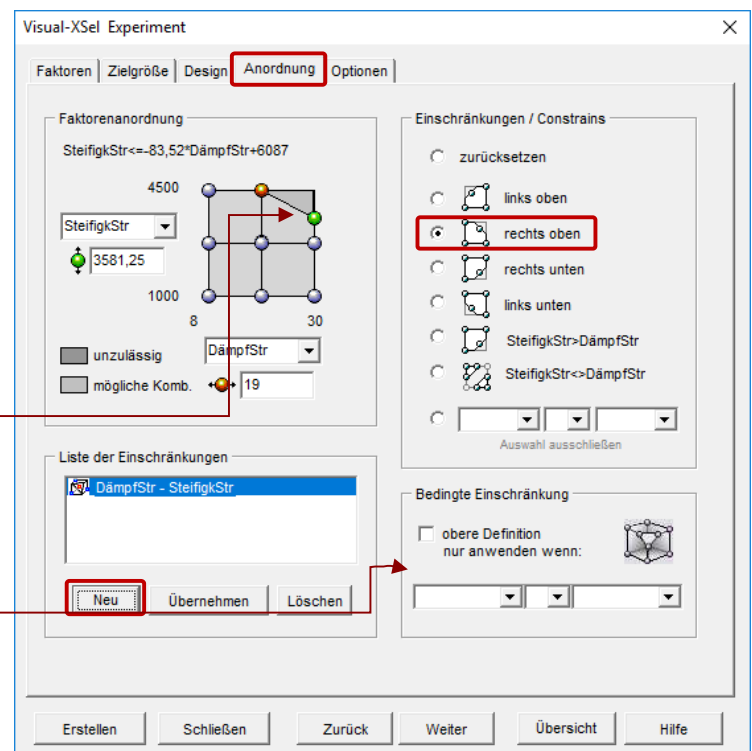 Visual-XSel Experiment
Faktoren
Zielgröße
Design
Anordnung
Optionen
Faktorenanordnung
SteifigkStr<=-83,52*DämpfStr+6087
4500
SteifigkStr
3581,25
1000
8
30
unzulässig
DämpfStr
mögliche Komb.
19
Liste der Einschränkungen
DämpfStr - SteifigkStr
Neu
Übernehmen
Löschen
Einschränkungen / Constrains
zurücksetzen
links oben
rechts oben
rechts unten
links unten
SteifigkStr>DämpfStr
SteifigkStr<>DämpfStr
Auswahl ausschließen
Bedingte Einschränkung
obere Definition
nur anwenden wenn:
Erstellen
Schließen
Zurück
Weiter
Übersicht
Hilfe